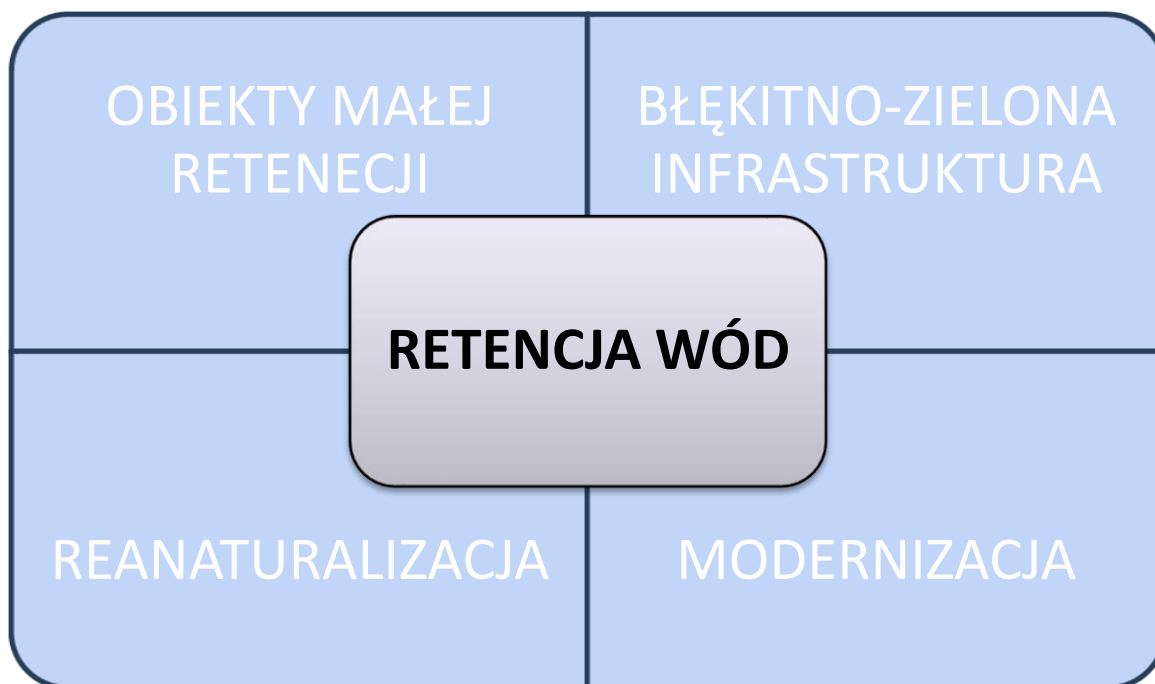 OBIEKTY MAŁEJ
RETENECJI
BŁĘKITNO-ZIELONA
INFRASTRUKTURA
RETENCJA WÓD
REANATURALIZACJA
MODERNIZACJA